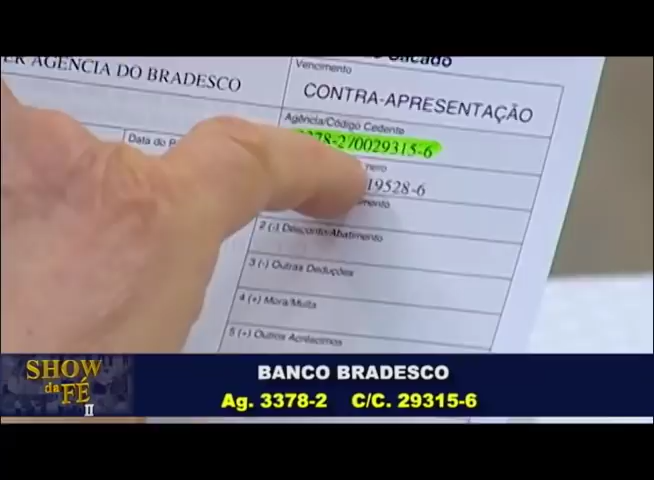 ER AGÊNCIA DO BRADESCO
Vencimento
CONTRA-APRESENTAÇÃO
Agência/Código Cedente
3378-2/0029315-6
Data do
19528-6
2 (-) Desconto/Abatimento
3 (-) Outras Deduções
4 (+) Mora/Multa
5 (+) Outros Acréscimos
SHOW
da FÉ
II
BANCO BRADESCO
Ag. 3378-2 C/C. 29315-6